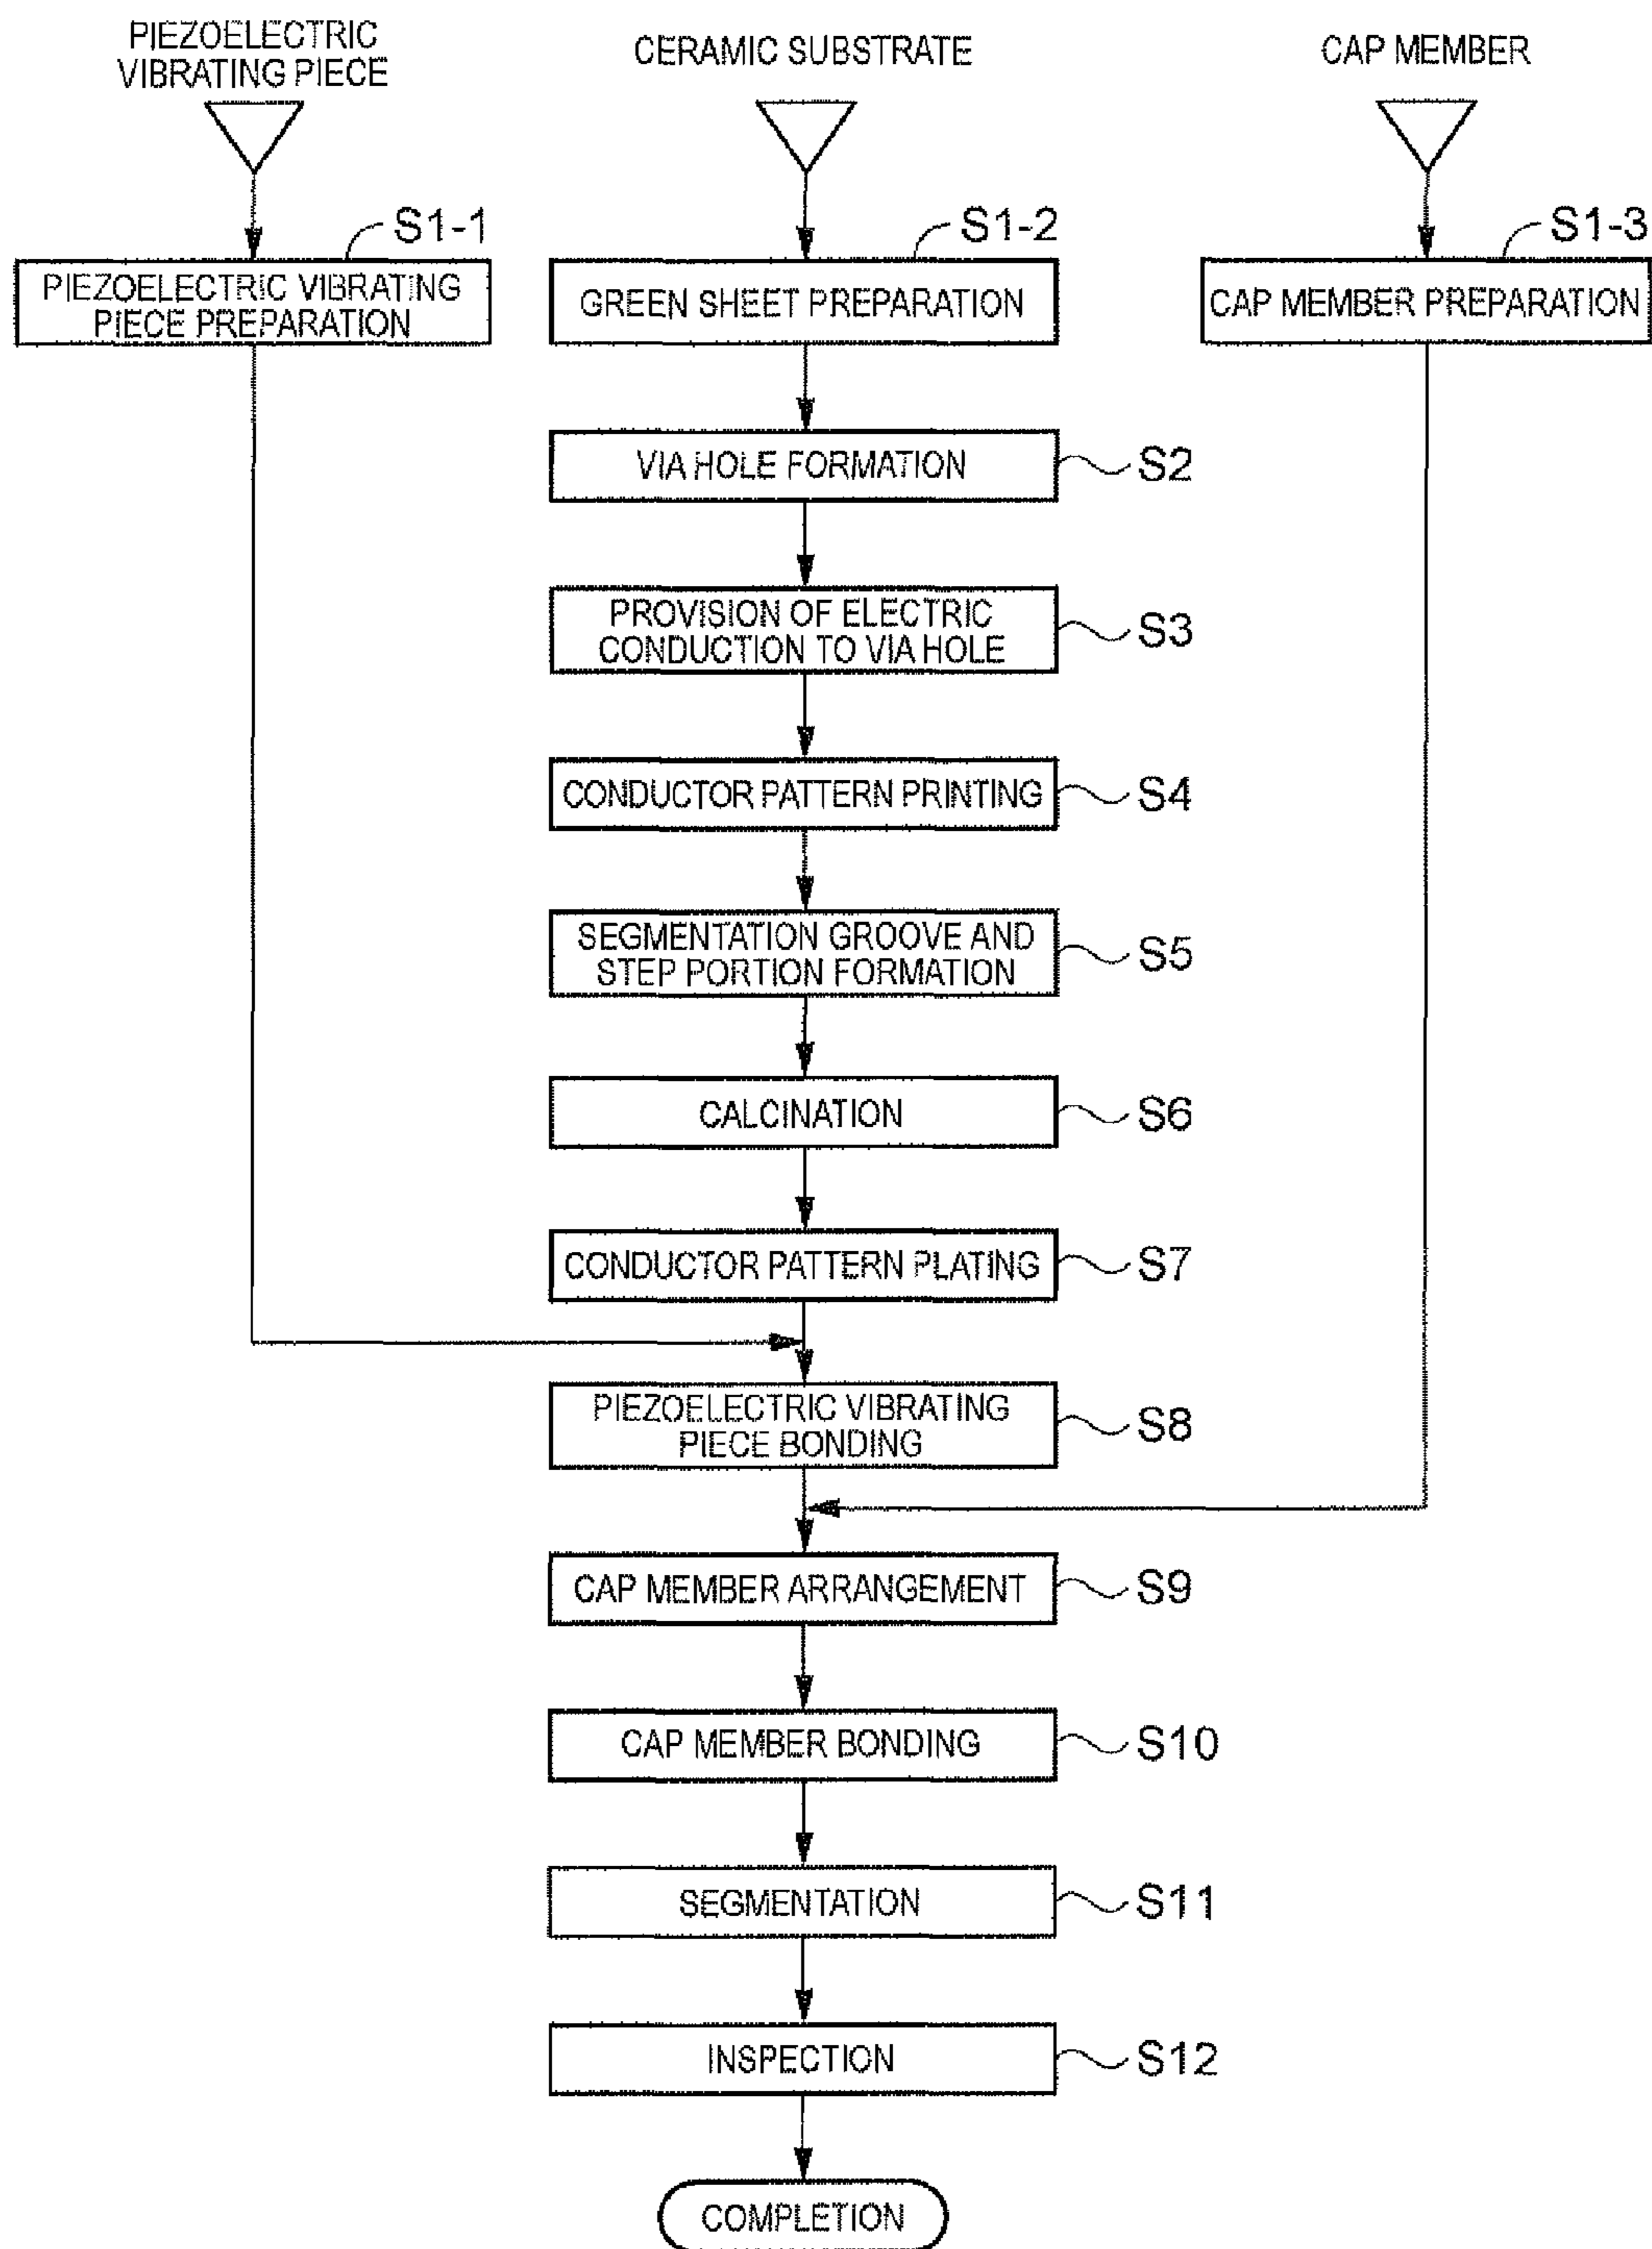 PIEZOELECTRIC
VIBRATING PIECE
CERAMIC SUBSTRATE
CAP MEMBER
S1-1
S1-2
S1-3
PIEZOELECTRIC VIBRATING
PIECE PREPARATION
GREEN SHEET PREPARATION
CAP MEMBER PREPARATION
VIA HOLE FORMATION
S2
PROVISION OF ELECTRIC
CONDUCTION TO VIA HOLE
S3
CONDUCTOR PATTERN PRINTING
S4
SEGMENTATION GROOVE AND
STEP PORTION FORMATION
S5
CALCINATION
S6
CONDUCTOR PATTERN PLATING
S7
PIEZOELECTRIC VIBRATING
PIECE BONDING
S8
CAP MEMBER ARRANGEMENT
S9
CAP MEMBER BONDING
S10
SEGMENTATION
S11
INSPECTION
S12
COMPLETION